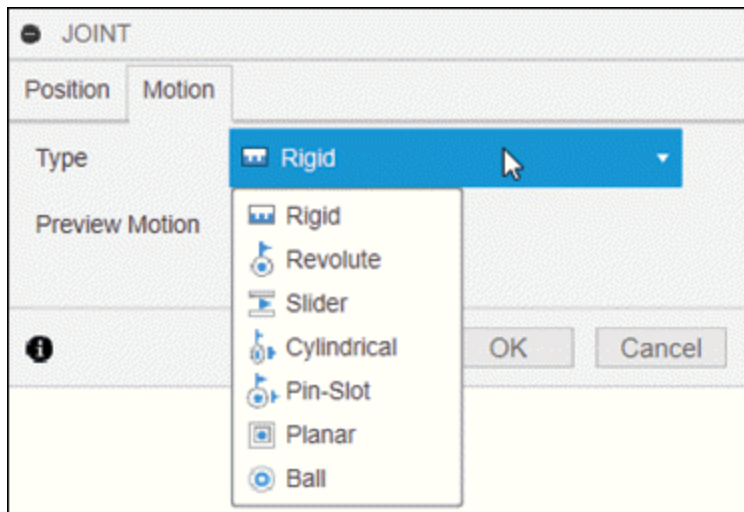 JOINT
Position Motion
Type Rigid
Rigid
Preview Motion
Revolute
Slider
Cylindrical
OK Cancel
Pin-Slot
Planar
Ball